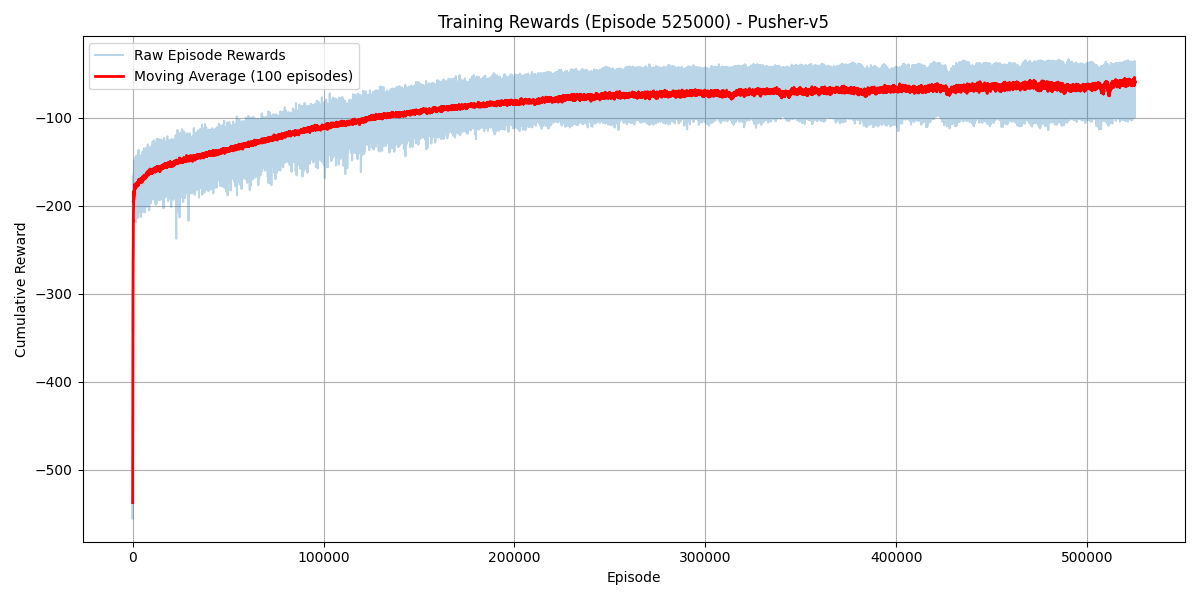 Training Rewards (Episode 525000) - Pusher-v5
Raw Episode Rewards
Moving Average (100 episodes)
Cumulative Reward
−100
−200
−300
−400
−500
0
100000
200000
300000
400000
500000
Episode